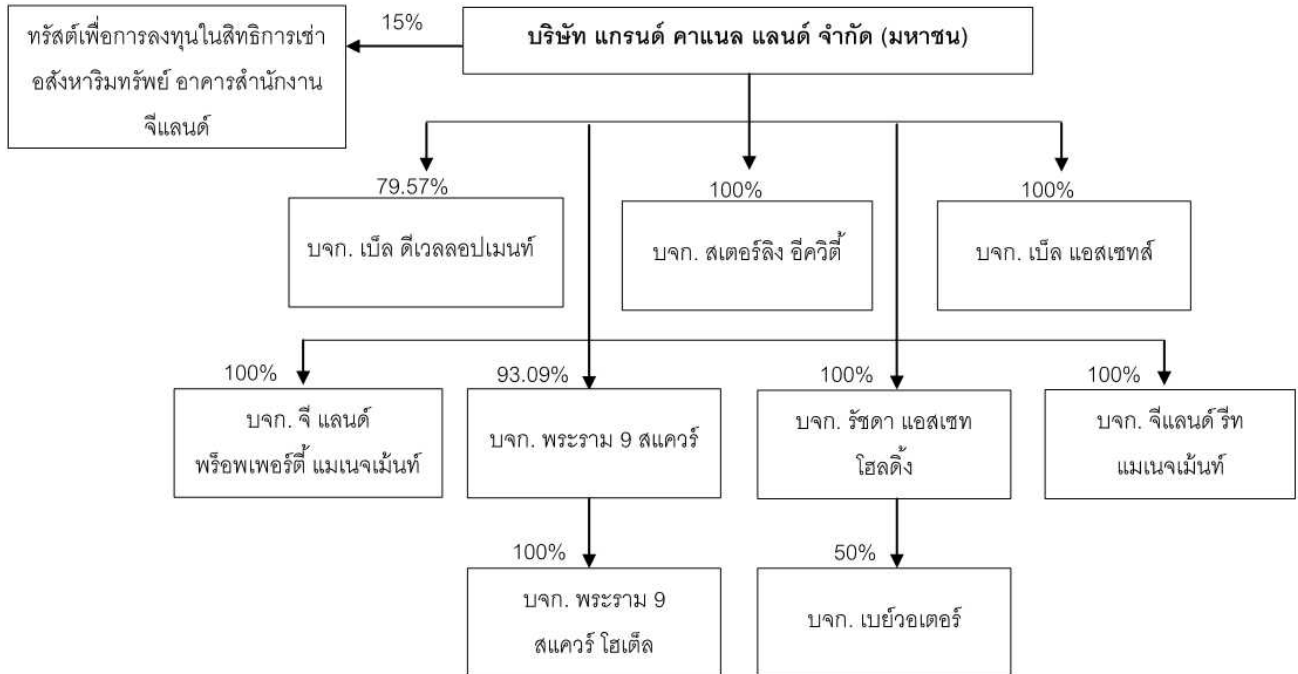 15%
บริษัท แกรนด์ คาแนล แลนด์ จำกัด (มหาชน)
ทรัสต์เพื่อการลงทุนในสิทธิการเช่า
อสังหาริมทรัพย์ อาคารสำนักงาน
จีแลนด์
79.57%
100%
100%
บจก. เบ็ล ดีเวลลอปเมนท์
บจก. สเตอร์ลิง อีควิตี้
บจก. เบ็ล แอสเซทส์
100%
93.09%
100%
100%
บจก. จี แลนด์
พร็อพเพอร์ตี้ แมเนจเม้นท์
บจก. พระราม 9 สแควร์
บจก. รัชดา แอสเซท
โฮลดิ้ง
บจก. จีแลนด์ รีท
แมเนจเม้นท์
100%
50%
บจก. พระราม 9
สแควร์ โฮเต็ล
บจก. เบย์วอเตอร์